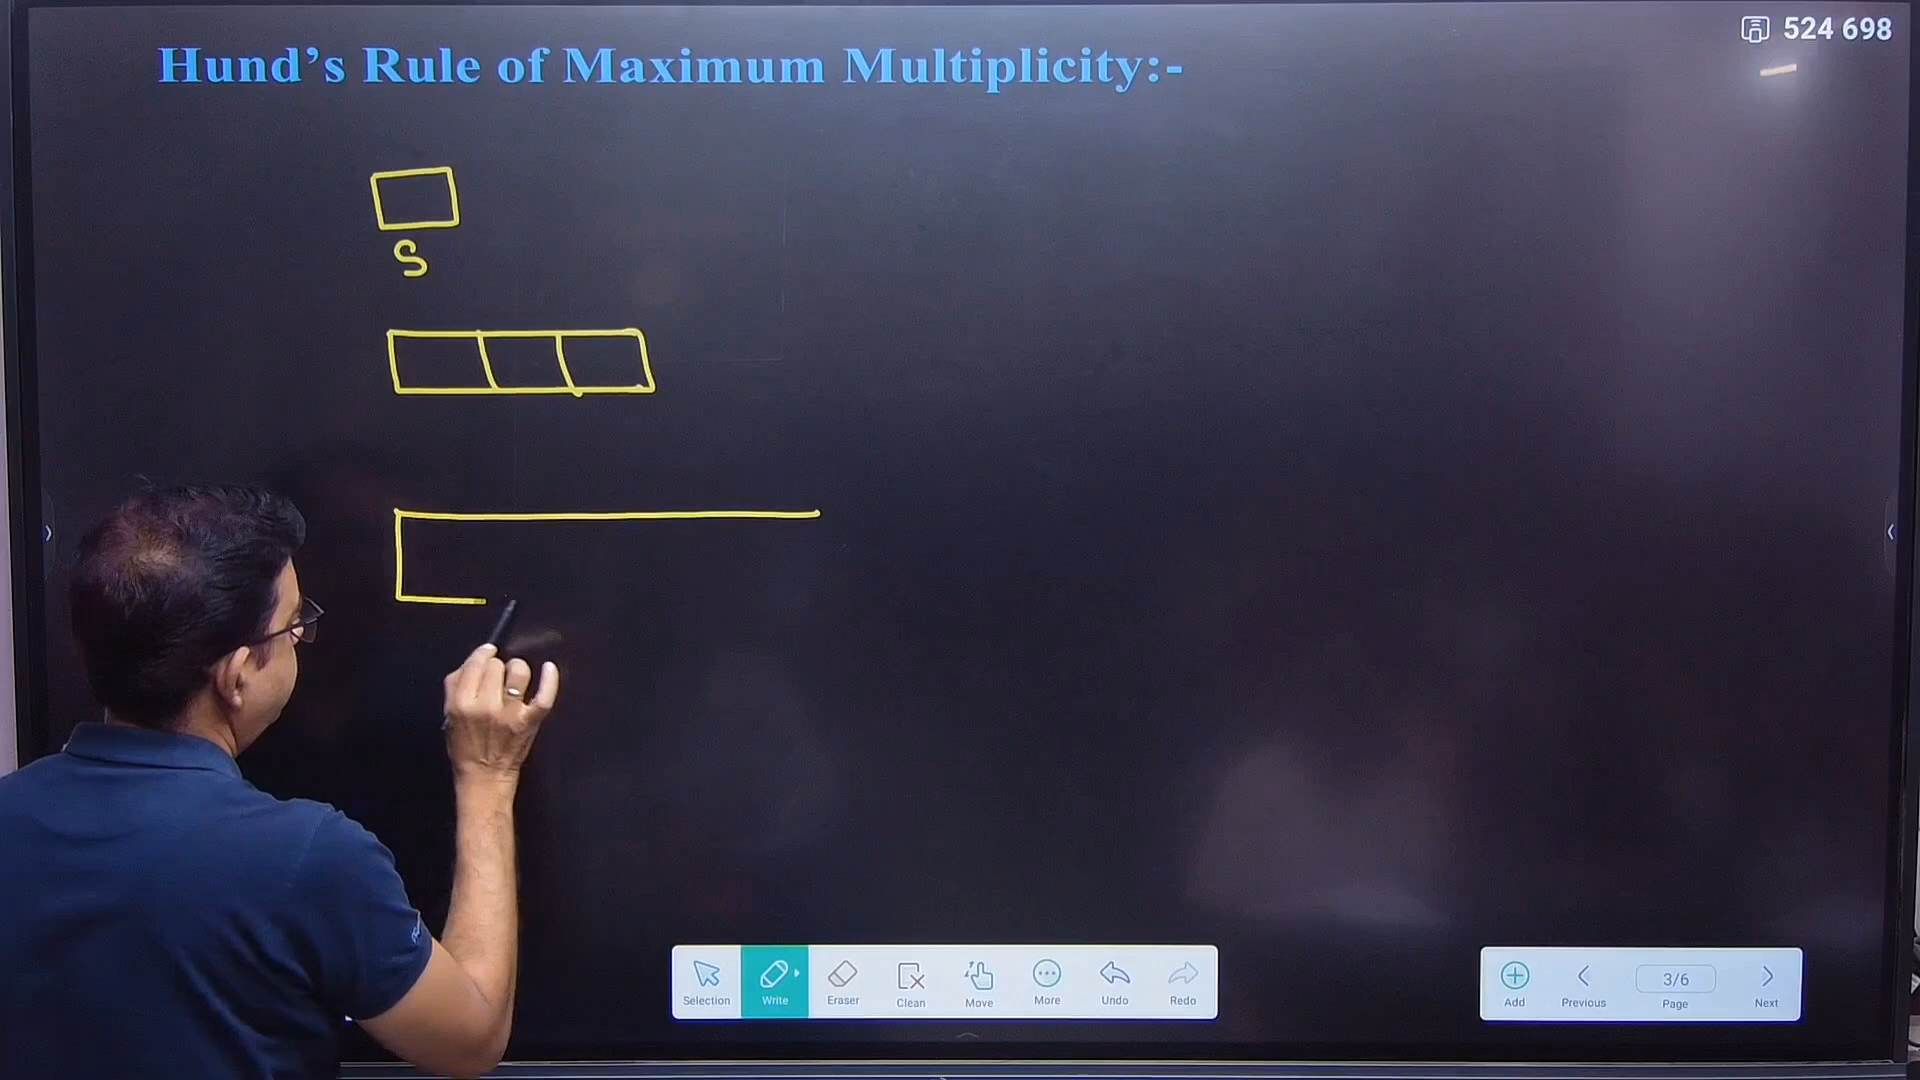 524 698
Hund's Rule of Maximum Multiplicity:-
S
Selection Write Eraser Clean Move More Undo Redo
Add Previous 3/6 Page Next